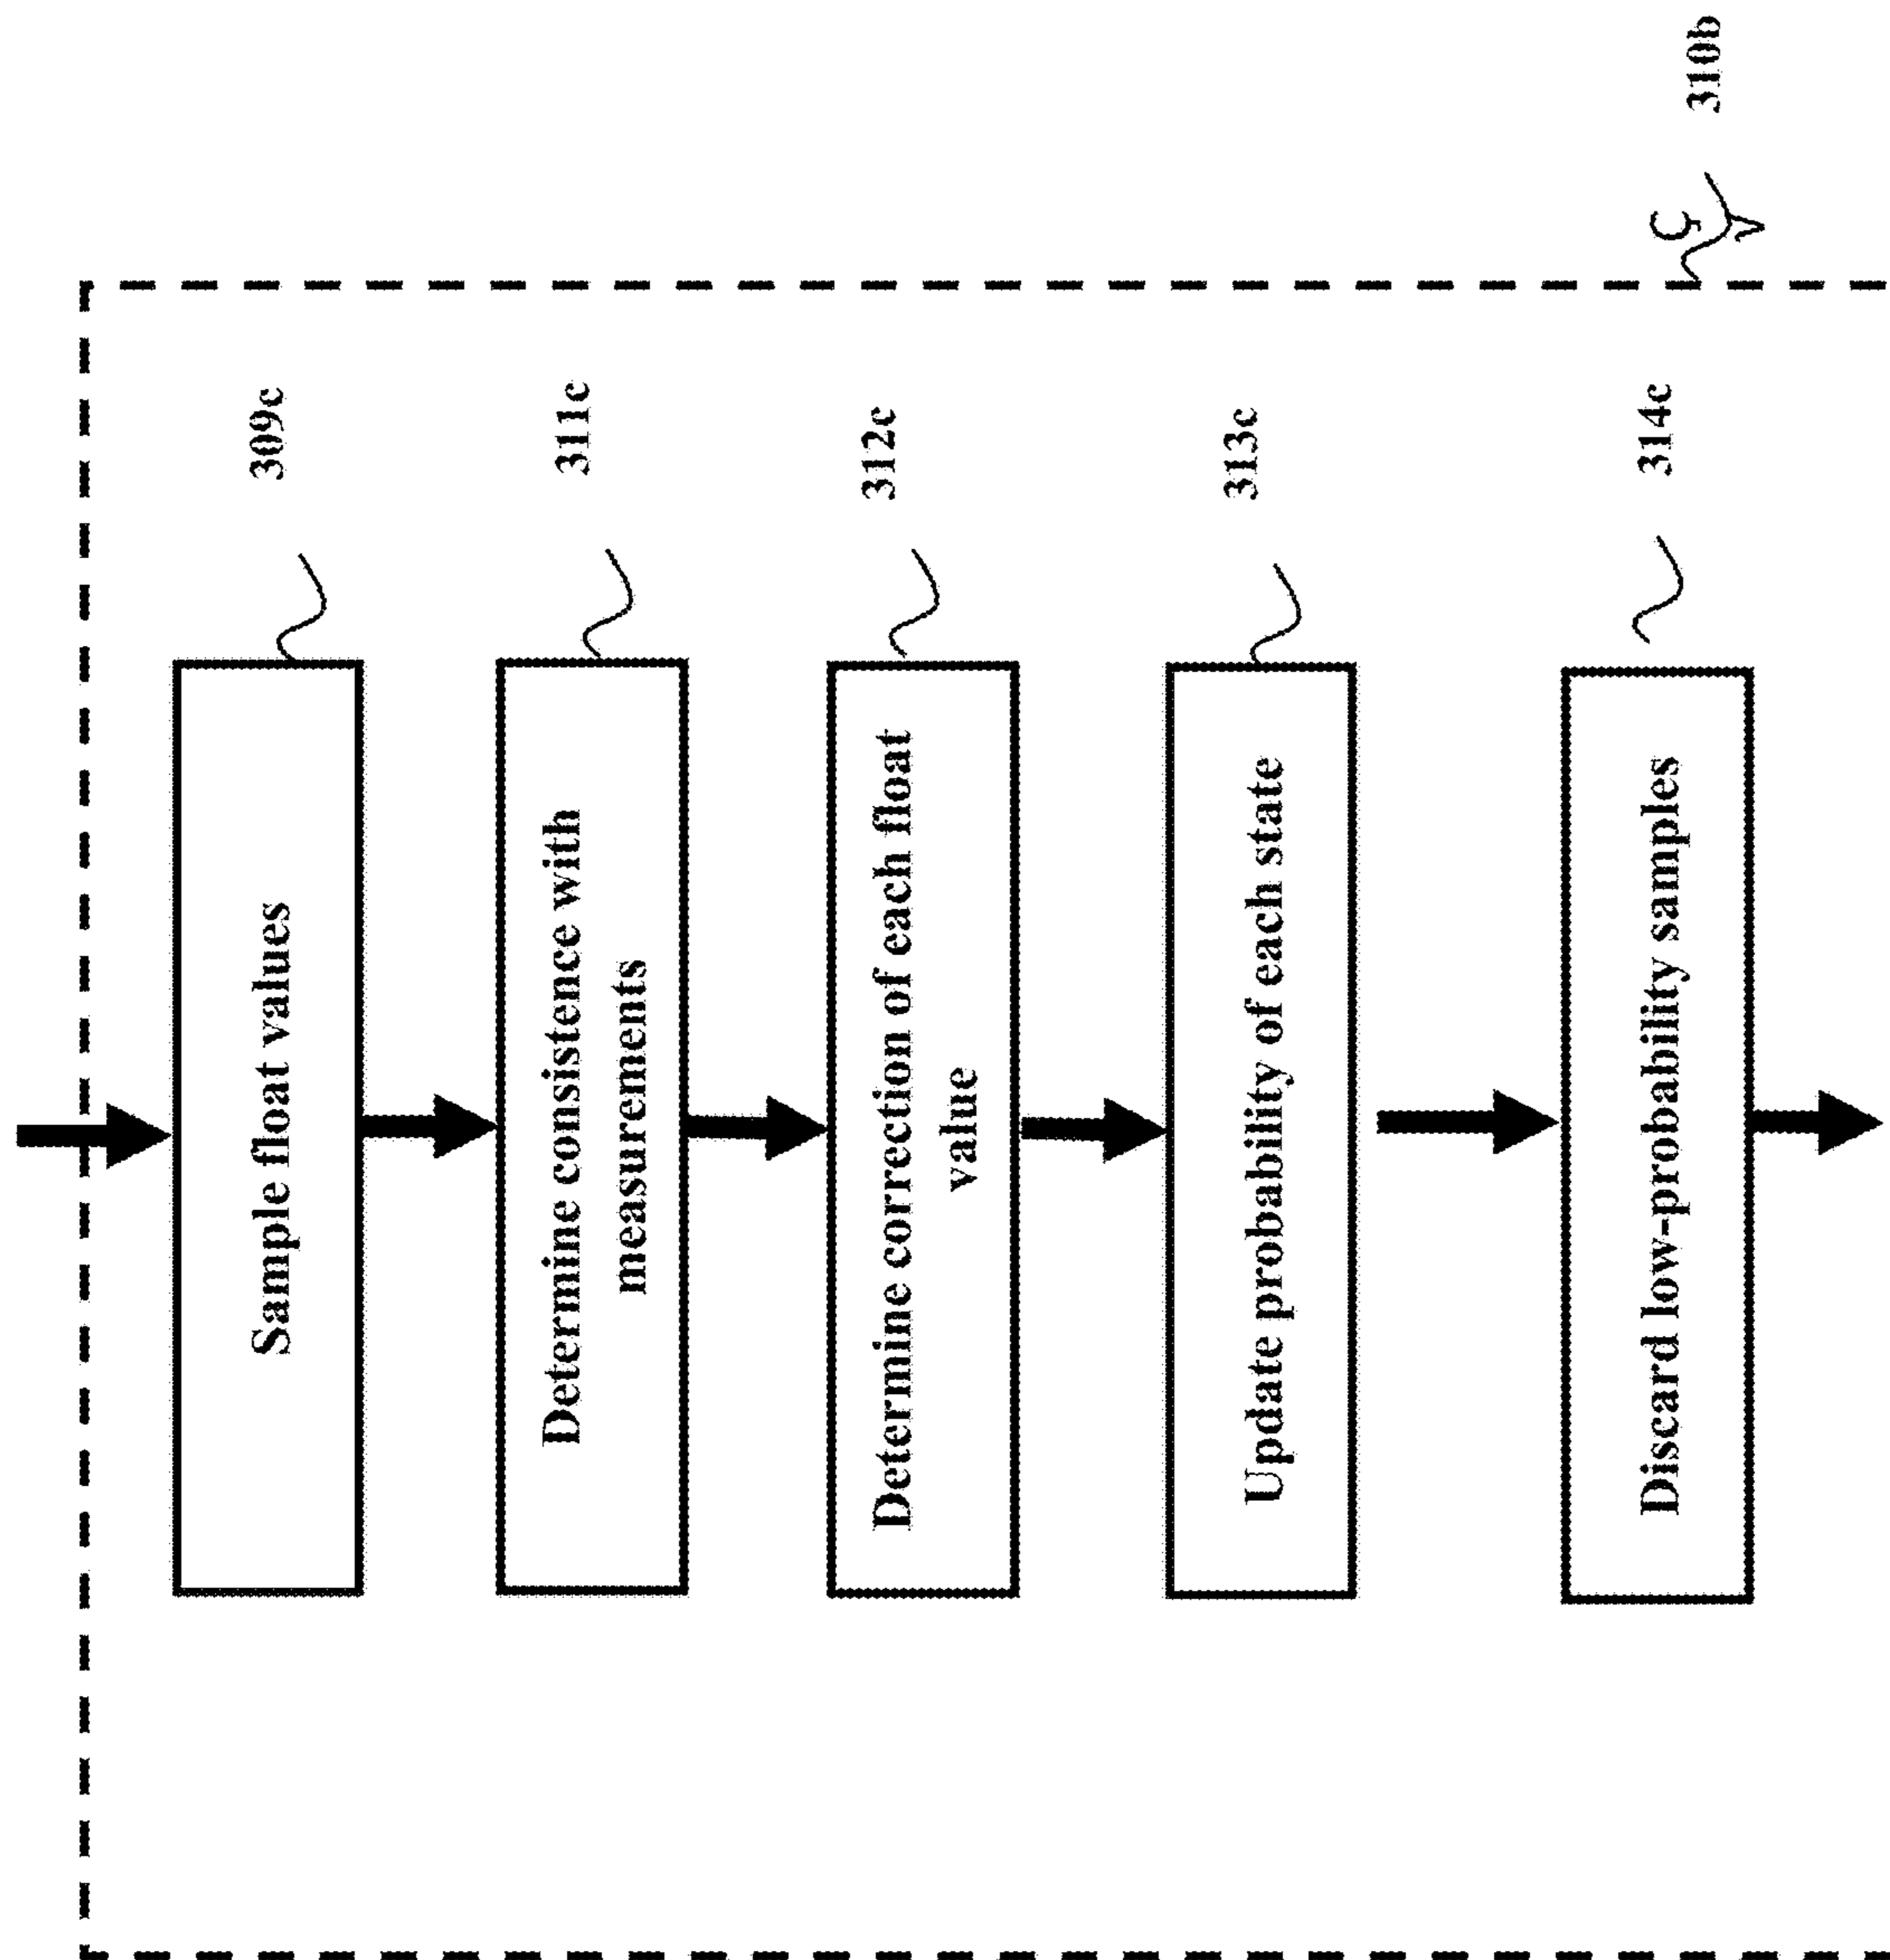 Sample float values
309c
Determine consistence with
measurements
311c
Determine correction of each float
value
312c
Update probability of each state
313c
Discard low-probability samples
314c
310b